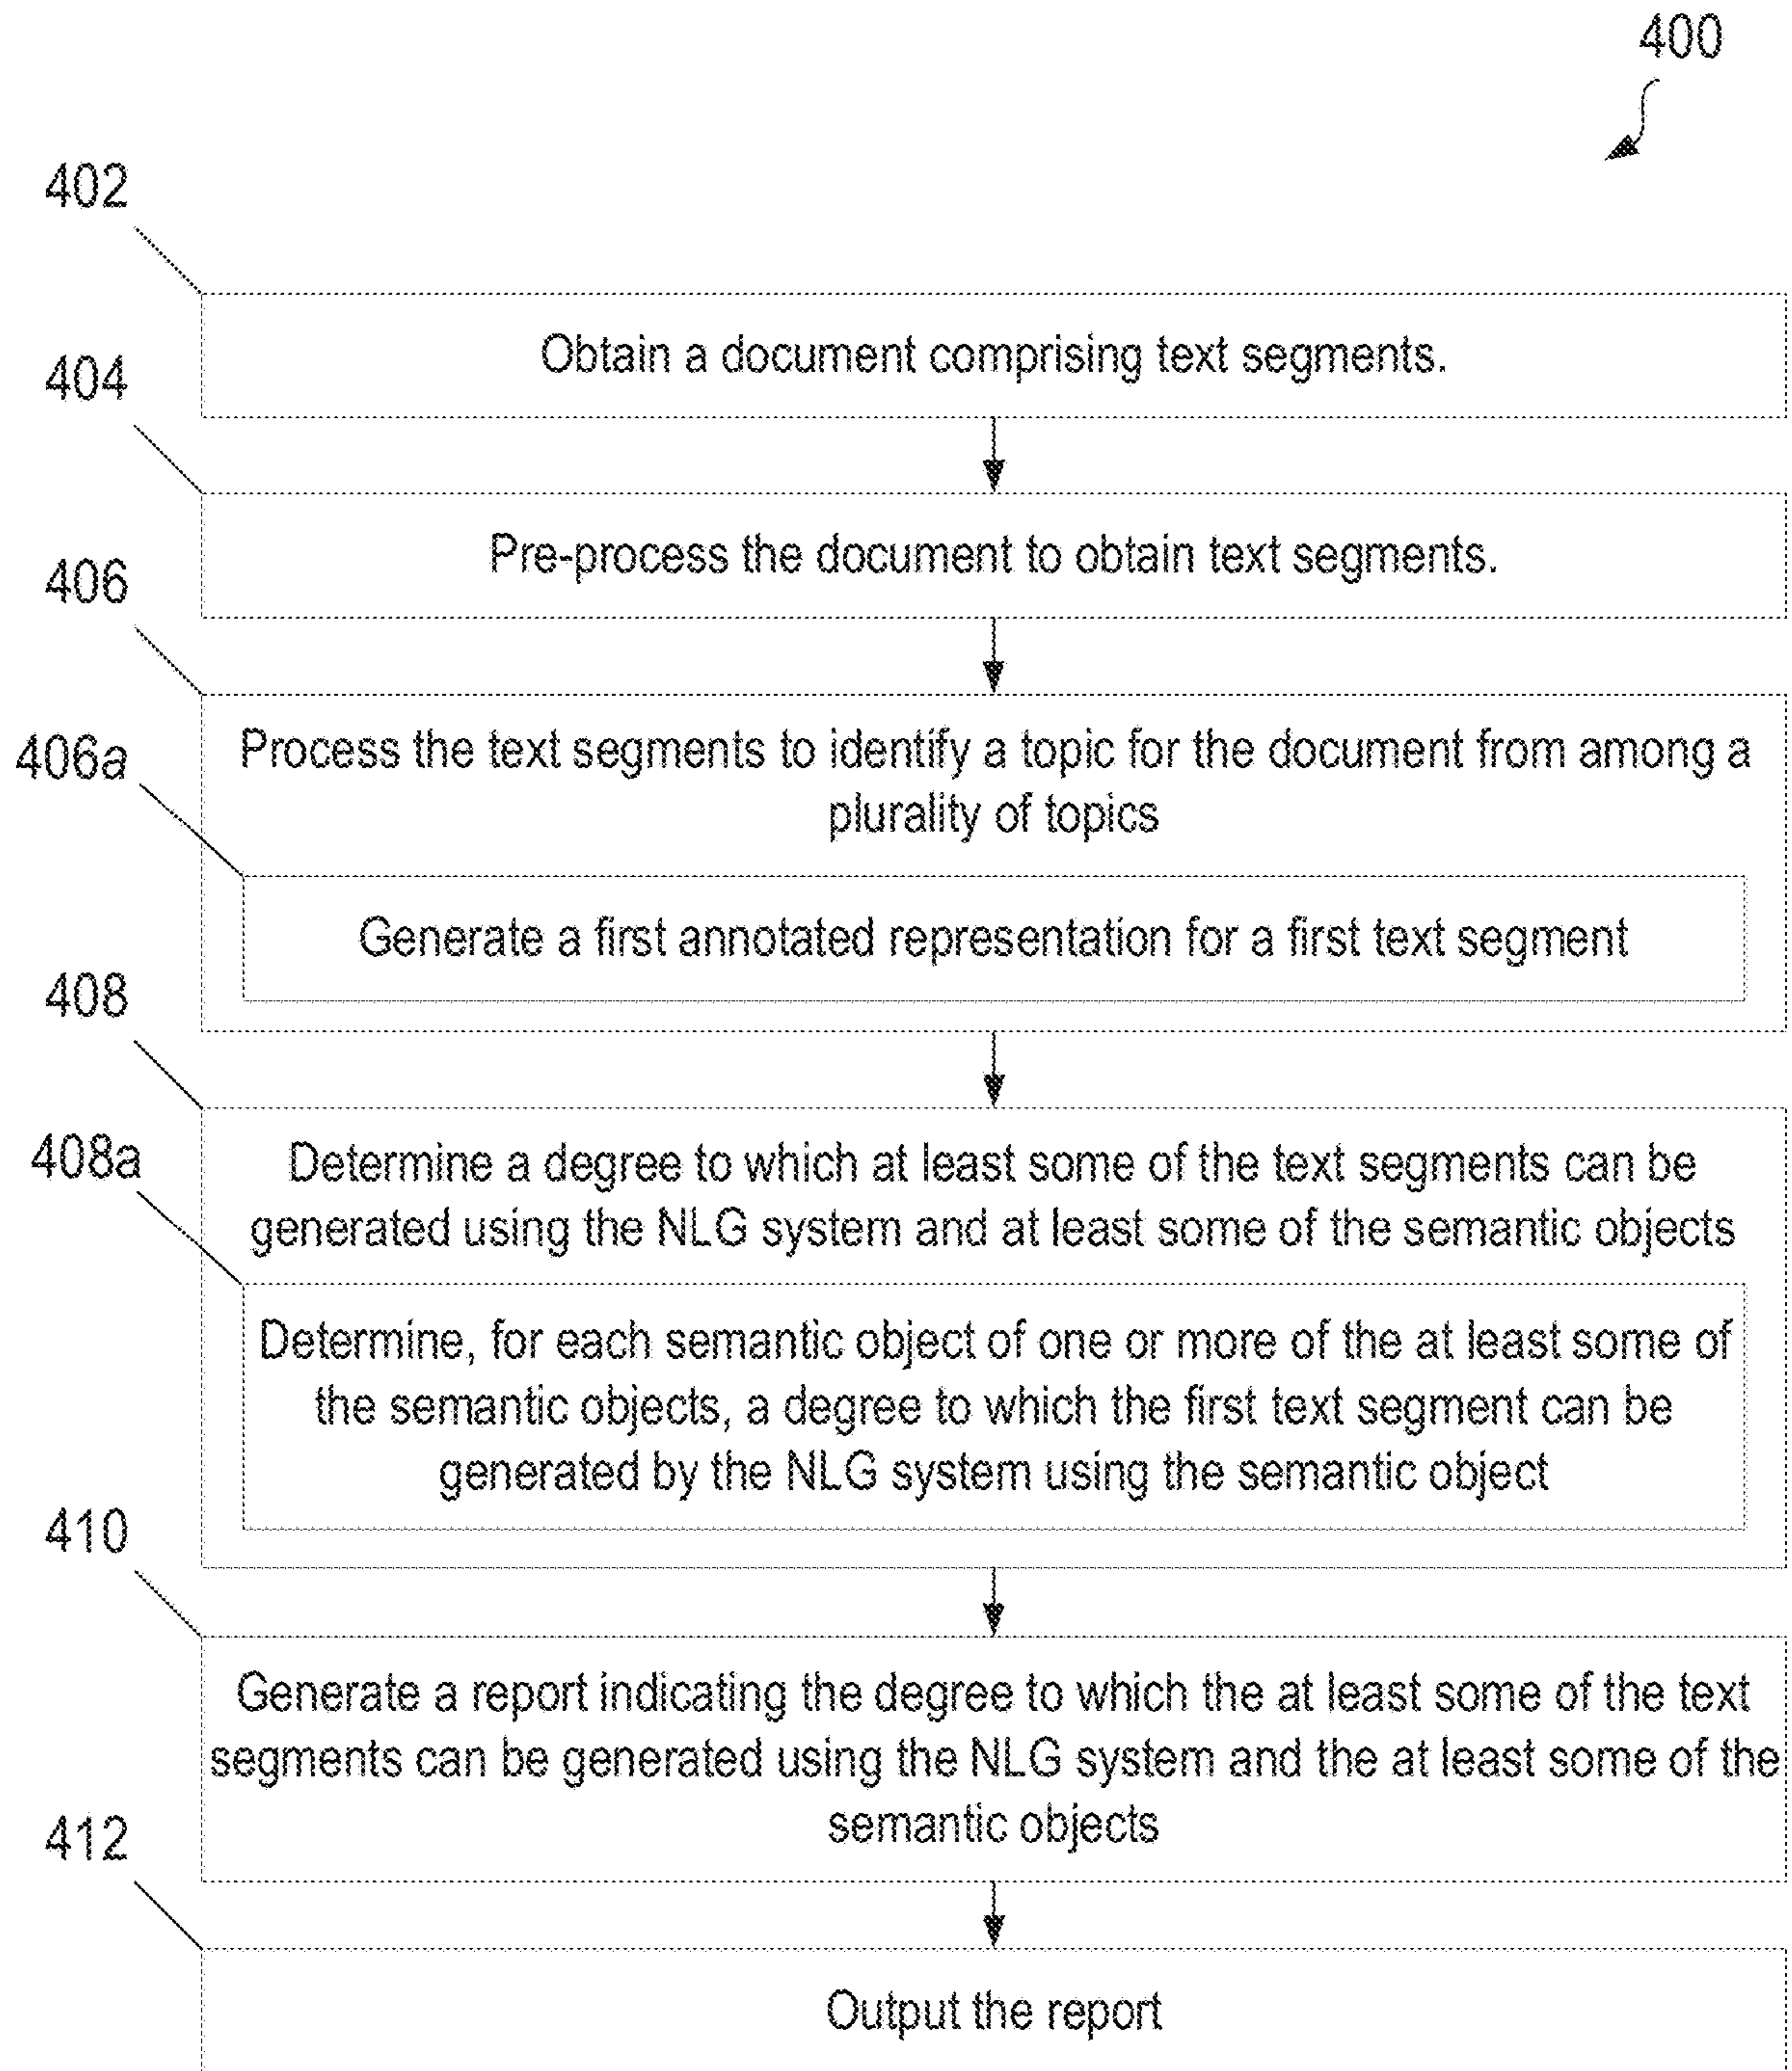 400
402
Obtain a document comprising text segments.
404
Pre-process the document to obtain text segments.
406
Process the text segments to identify a topic for the document from among a
plurality of topics
406a
Generate a first annotated representation for a first text segment
408
Determine a degree to which at least some of the text segments can be
generated using the NLG system and at least some of the semantic objects
408a
Determine, for each semantic object of one or more of the at least some of
the semantic objects, a degree to which the first text segment can be
generated by the NLG system using the semantic object
410
Generate a report indicating the degree to which the at least some of the text
segments can be generated using the NLG system and the at least some of the
semantic objects
412
Output the report